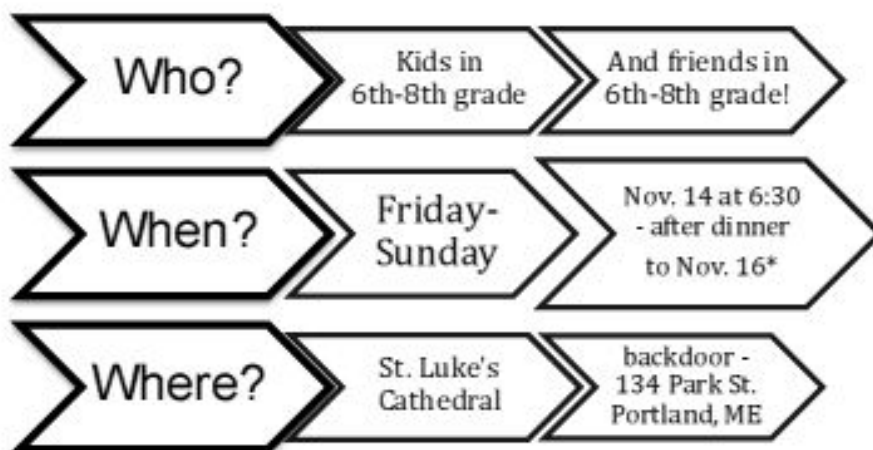 Who?
Kids in
6th-8th grade
And friends in
6th-8th grade!
When?
Friday-
Sunday
Nov. 14 at 6:30
- after dinner
to Nov. 16*
Where?
St. Luke's
Cathedral
backdoor -
134 Park St.
Portland, ME